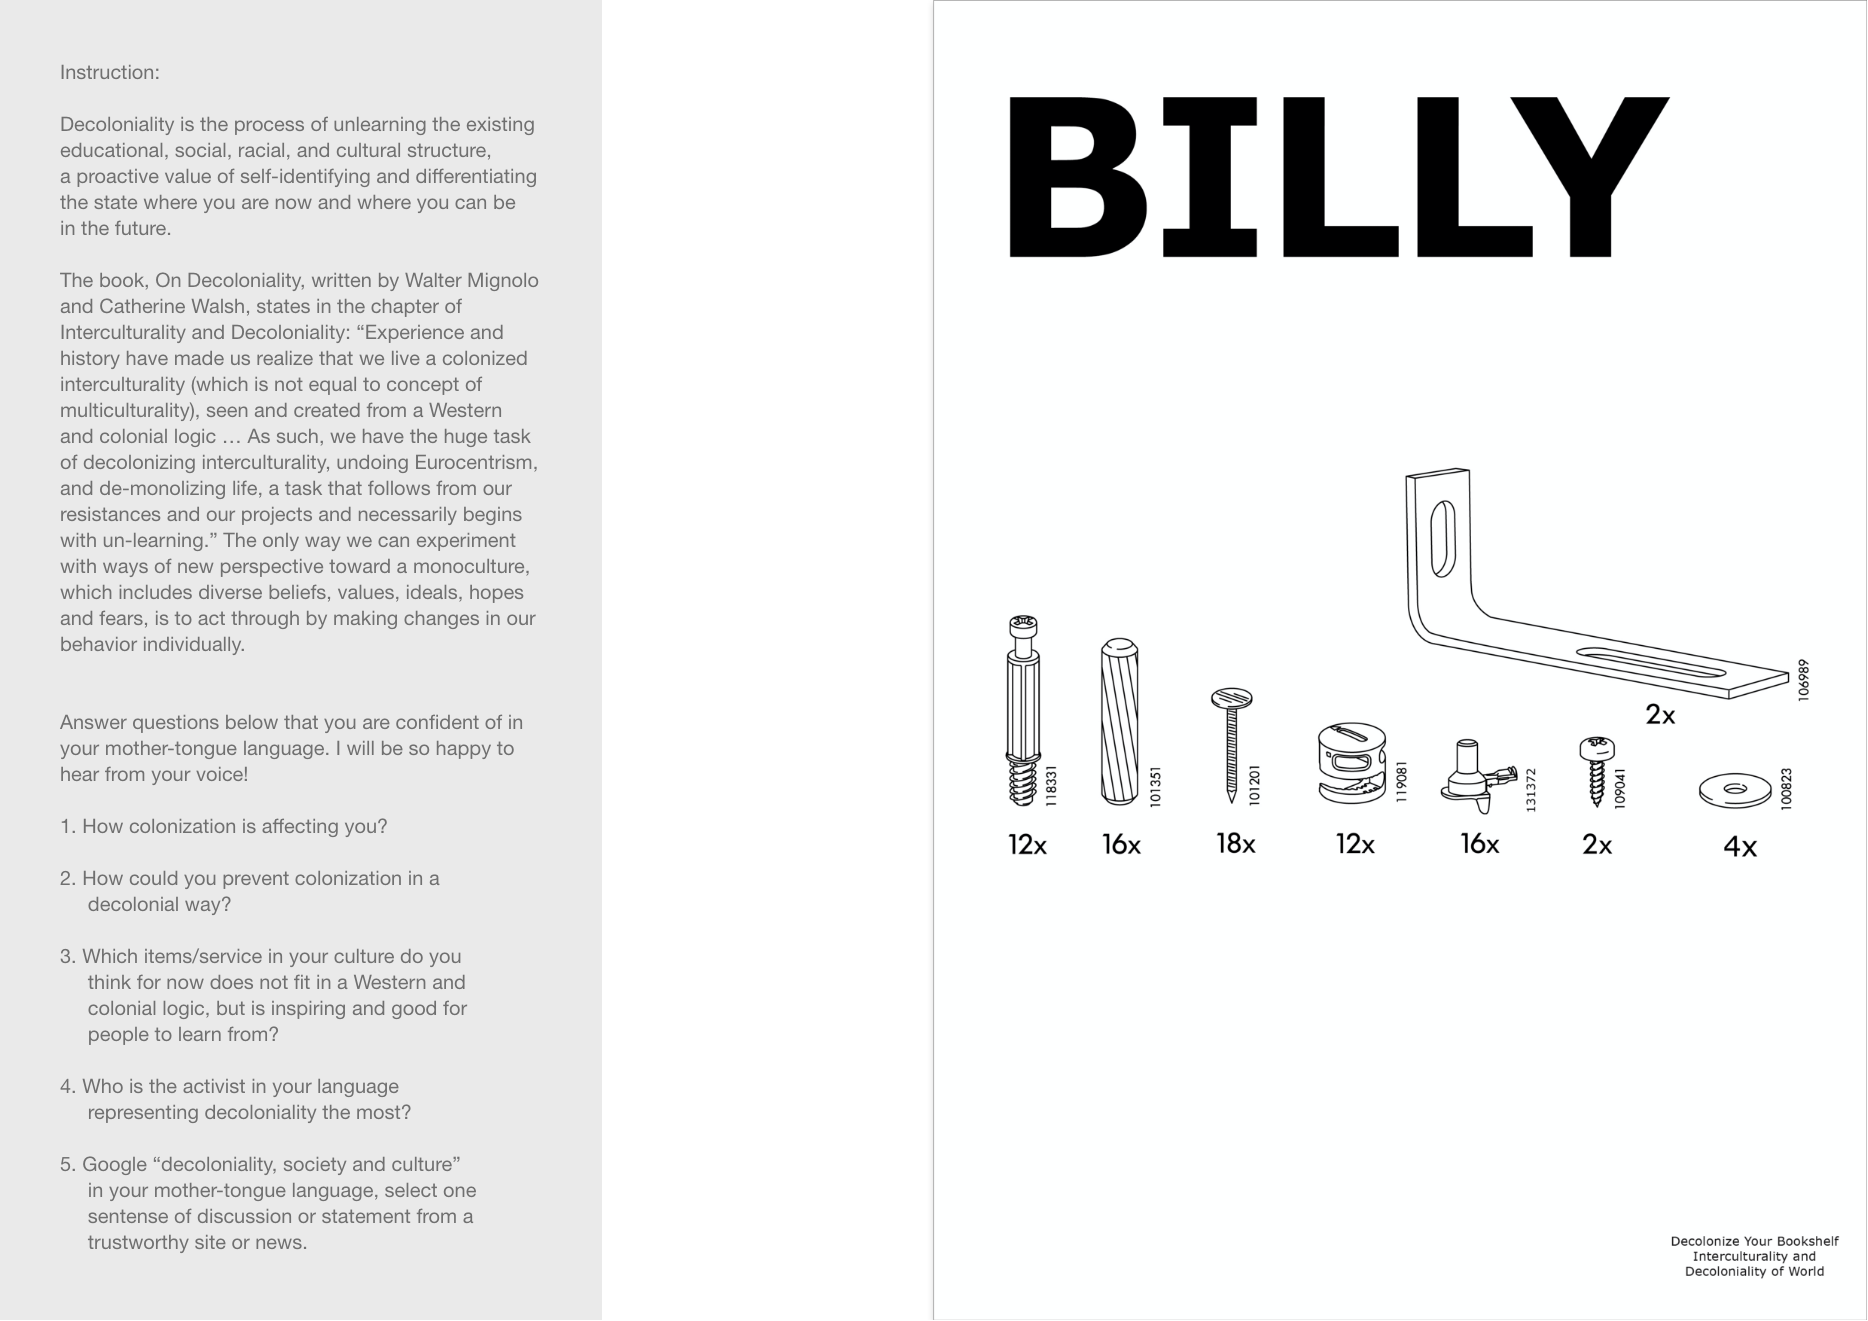 Instruction:
Decoloniality is the process of unlearning the existing
educational, social, racial, and cultural structure,
a proactive value of self-identifying and differentiating
the state where you are now and where you can be
in the future.
The book, On Decoloniality, written by Walter Mignolo
and Catherine Walsh, states in the chapter of
Interculturality and Decoloniality: “Experience and
history have made us realize that we live a colonized
interculturality (which is not equal to concept of
multiculturality), seen and created from a Western
and colonial logic … As such, we have the huge task
of decolonizing interculturality, undoing Eurocentrism,
and de-monolizing life, a task that follows from our
resistances and our projects and necessarily begins
with un-learning.” The only way we can experiment
with ways of new perspective toward a monoculture,
which includes diverse beliefs, values, ideals, hopes
and fears, is to act through by making changes in our
behavior individually.
Answer questions below that you are confident of in
your mother-tongue language. I will be so happy to
hear from your voice!
1. How colonization is affecting you?
2. How could you prevent colonization in a
decolonial way?
3. Which items/service in your culture do you
think for now does not fit in a Western and
colonial logic, but is inspiring and good for
people to learn from?
4. Who is the activist in your language
representing decoloniality the most?
5. Google “decoloniality, society and culture”
in your mother-tongue language, select one
sentense of discussion or statement from a
trustworthy site or news.
BILLY
106989
2x
118331
101351
101201
119081
131372
109041
100823
12x
16x
18x
12x
16x
2x
4x
Decolonize Your Bookshelf
Interculturality and
Decoloniality of World